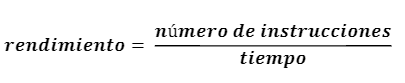 rendimiento = número de instrucciones / tiempo